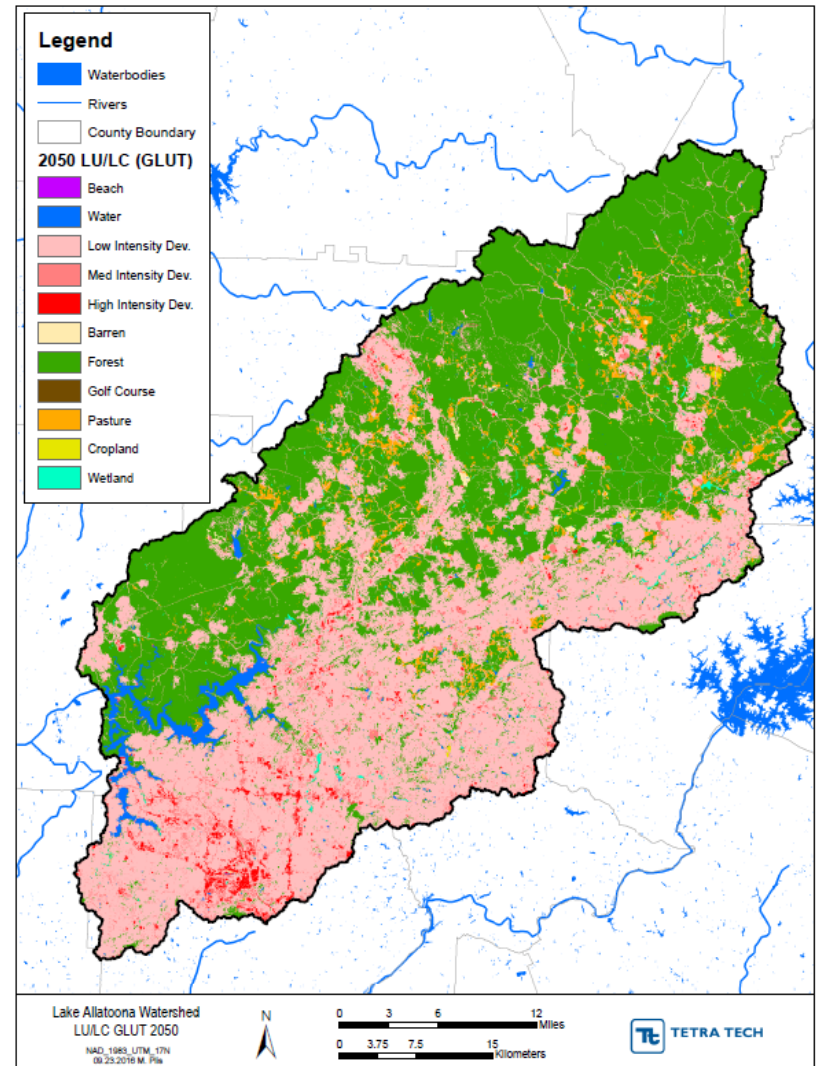 Legend
Waterbodies
Rivers
County Boundary
2050 LU/LC (GLUT)
Beach
Water
Low Intensity Dev.
Med Intensity Dev.
High Intensity Dev.
Barren
Forest
Golf Course
Pasture
Cropland
Wetland
Lake Allatoona Watershed
LU/LC GLUT 2050
NAD_1983_UTM_17N
09.23.2016 M. Plis
N
0 3 6 12
Miles
0 3.75 7.5 15
Kilometers
Tt TETRA TECH